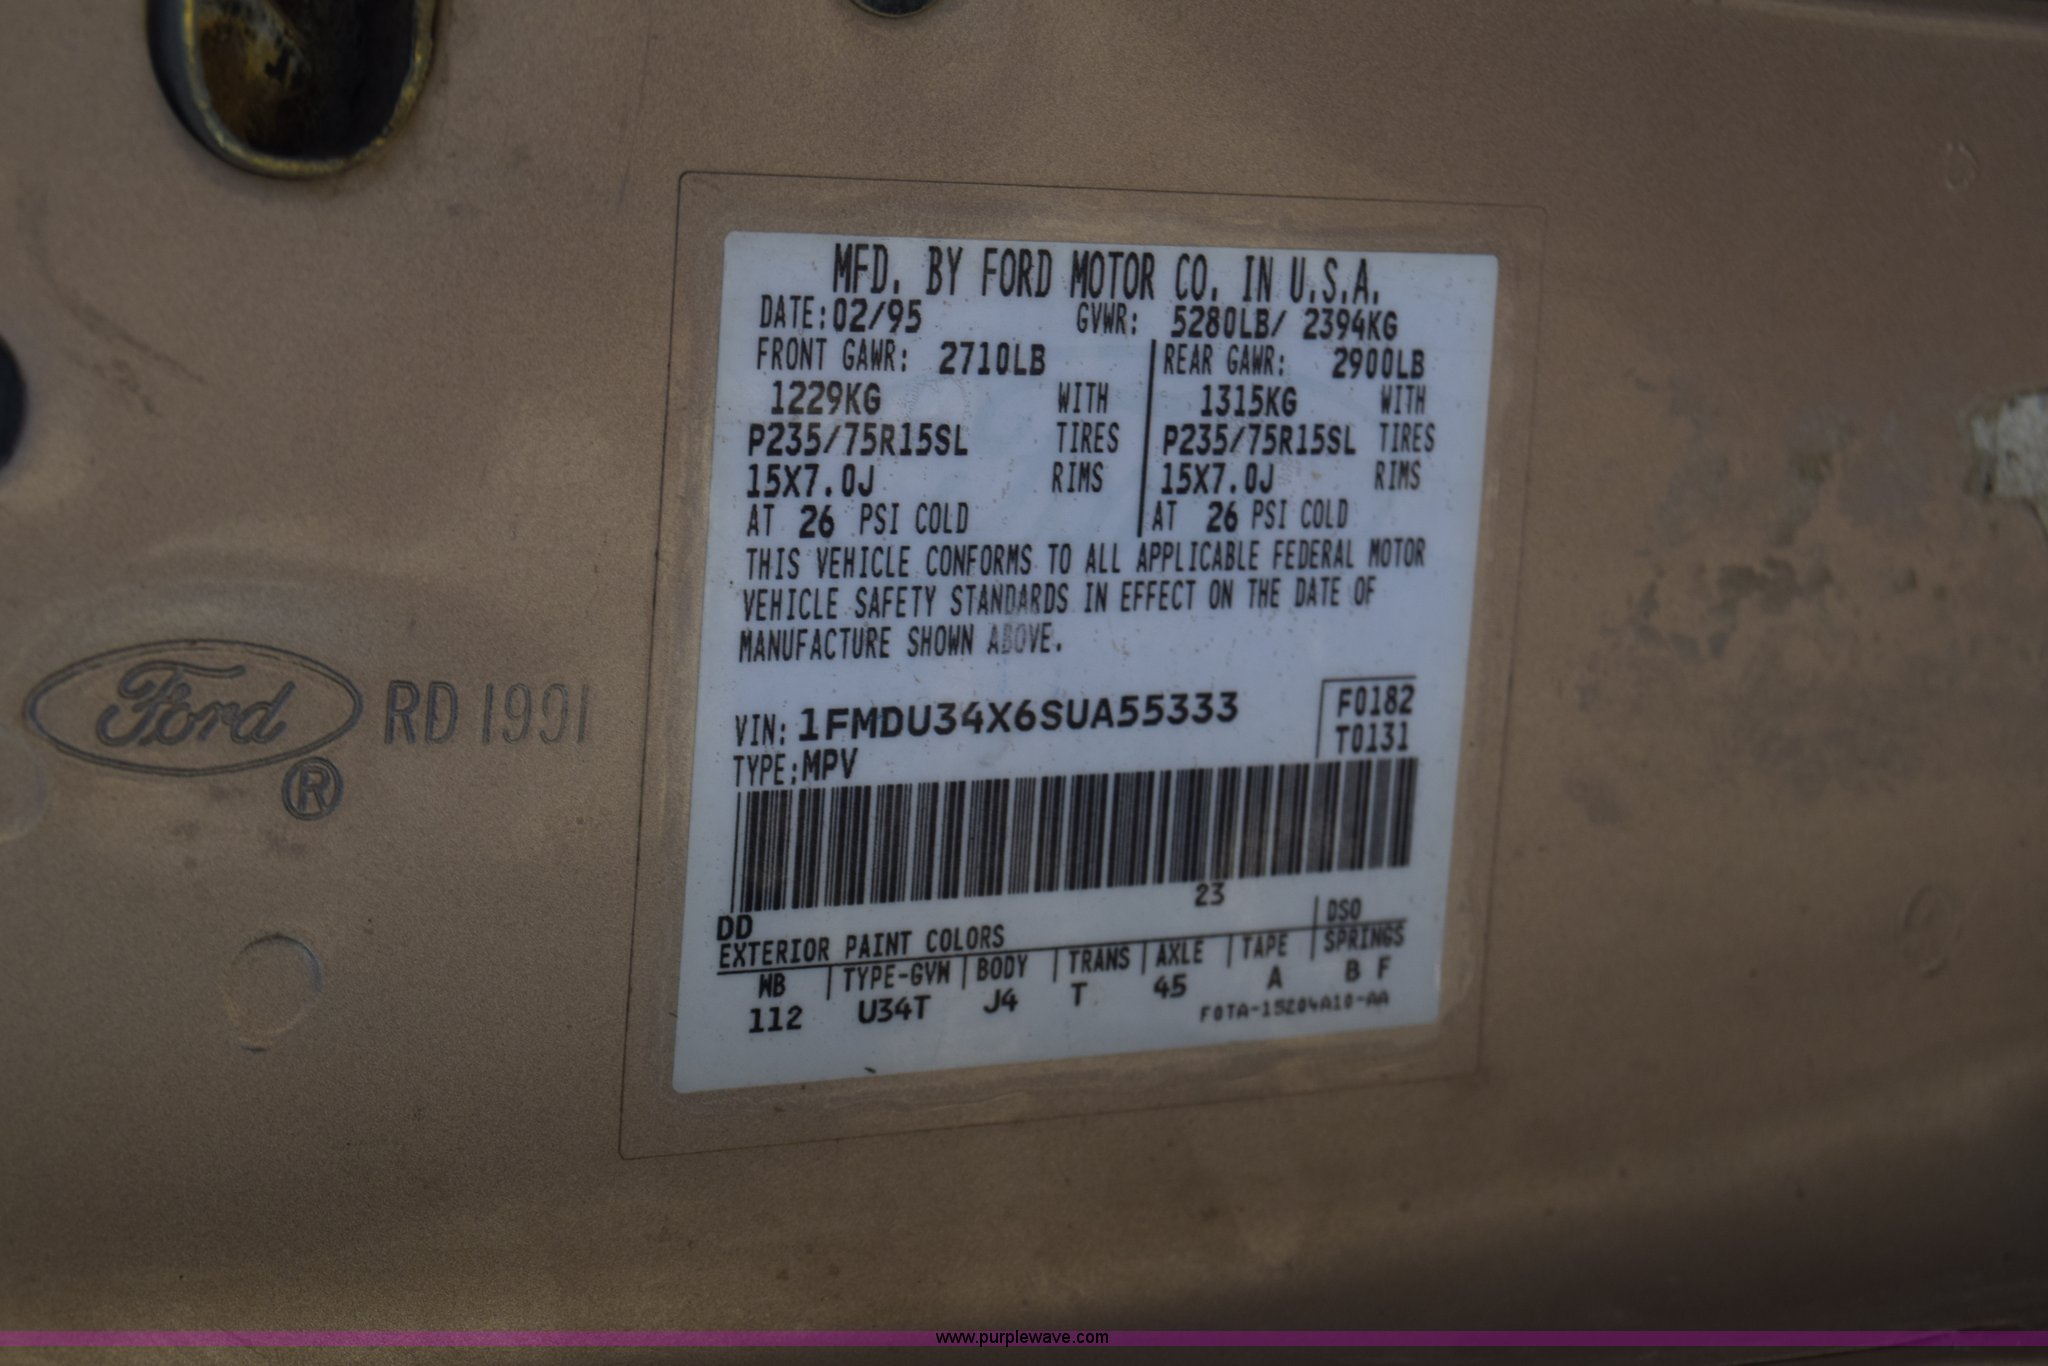 MFD. BY FORD MOTOR CO. IN U.S.A.
DATE: 02/95 GVWR: 5280LB/ 2394KG
FRONT GAWR: 2710LB REAR GAWR: 2900LB
1229KG WITH 1315KG WITH
P235/75R15SL TIRES P235/75R15SL TIRES
15X7.0J RIMS 15X7.0J RIMS
AT 26 PSI COLD AT 26 PSI COLD
THIS VEHICLE CONFORMS TO ALL APPLICABLE FEDERAL MOTOR
VEHICLE SAFETY STANDARDS IN EFFECT ON THE DATE OF
MANUFACTURE SHOWN ABOVE.
Ford RD 1991
®
VIN: 1FMDU34X6SUA55333 F0182
TYPE: MPV T0131
23
DD DSO
EXTERIOR PAINT COLORS
WB TYPE-GVW BODY TRANS AXLE TAPE SPRINGS
112 U34T J4 T 45 A B F
F0TA-15204A10-AA
www.purplewave.com